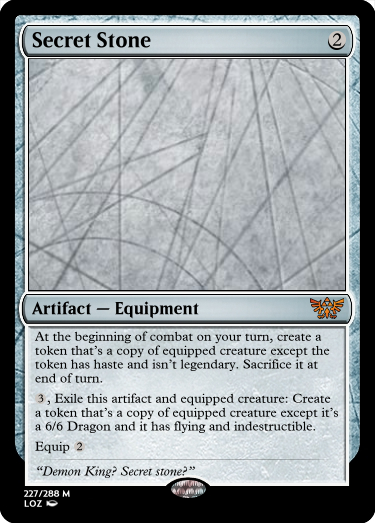 Secret Stone 2
Artifact — Equipment
At the beginning of combat on your turn, create a
token that's a copy of equipped creature except the
token has haste and isn't legendary. Sacrifice it at
end of turn.
3, Exile this artifact and equipped creature: Create
a token that's a copy of equipped creature except it's
a 6/6 Dragon and it has flying and indestructible.
Equip 2
“Demon King? Secret stone?”
227/288 M
LOZ